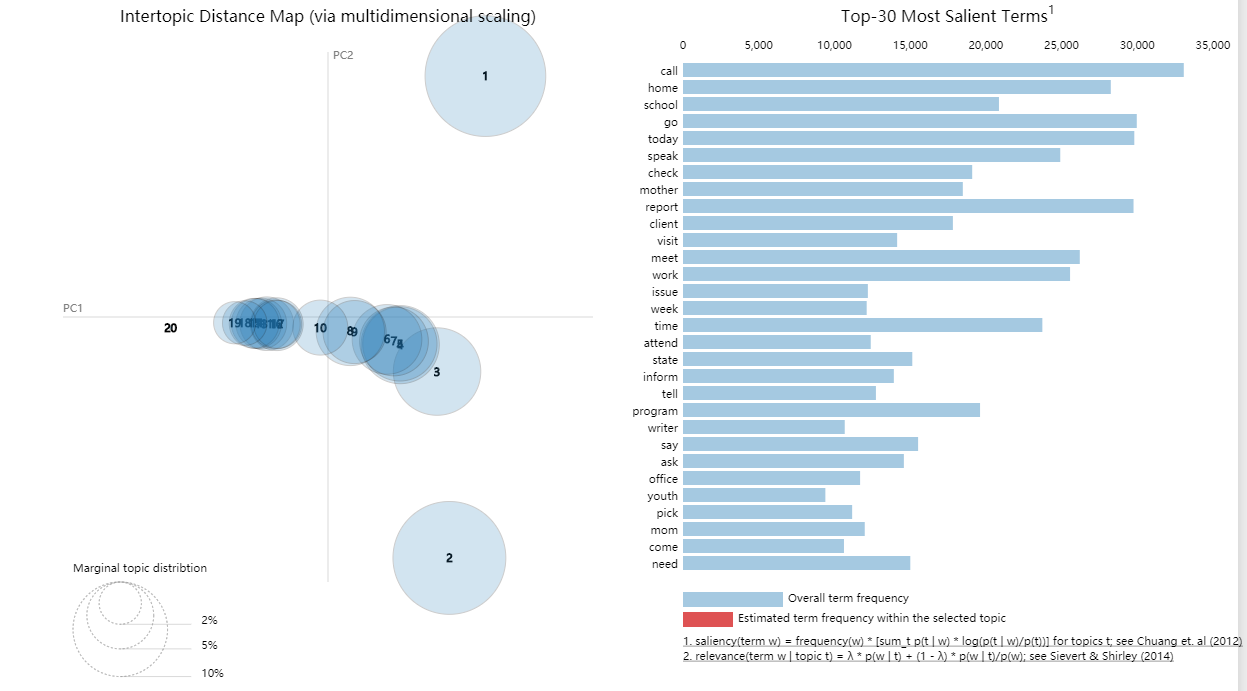 Intertopic Distance Map (via multidimensional scaling)
PC2
PC1
1
2
3
6
7
8
9
10
20
Marginal topic distribtion
2%
5%
10%
Top-30 Most Salient Terms1
0 5,000 10,000 15,000 20,000 25,000 30,000 35,000
call
home
school
go
today
speak
check
mother
report
client
visit
meet
work
issue
week
time
attend
state
inform
tell
program
writer
say
ask
office
youth
pick
mom
come
need
Overall term frequency
Estimated term frequency within the selected topic
1. saliency(term w) = frequency(w) * [sum_t p(t | w) * log(p(t | w)/p(t))] for topics t; see Chuang et. al (2012)
2. relevance(term w | topic t) = λ * p(w | t) + (1 - λ) * p(w | t)/p(w); see Sievert & Shirley (2014)